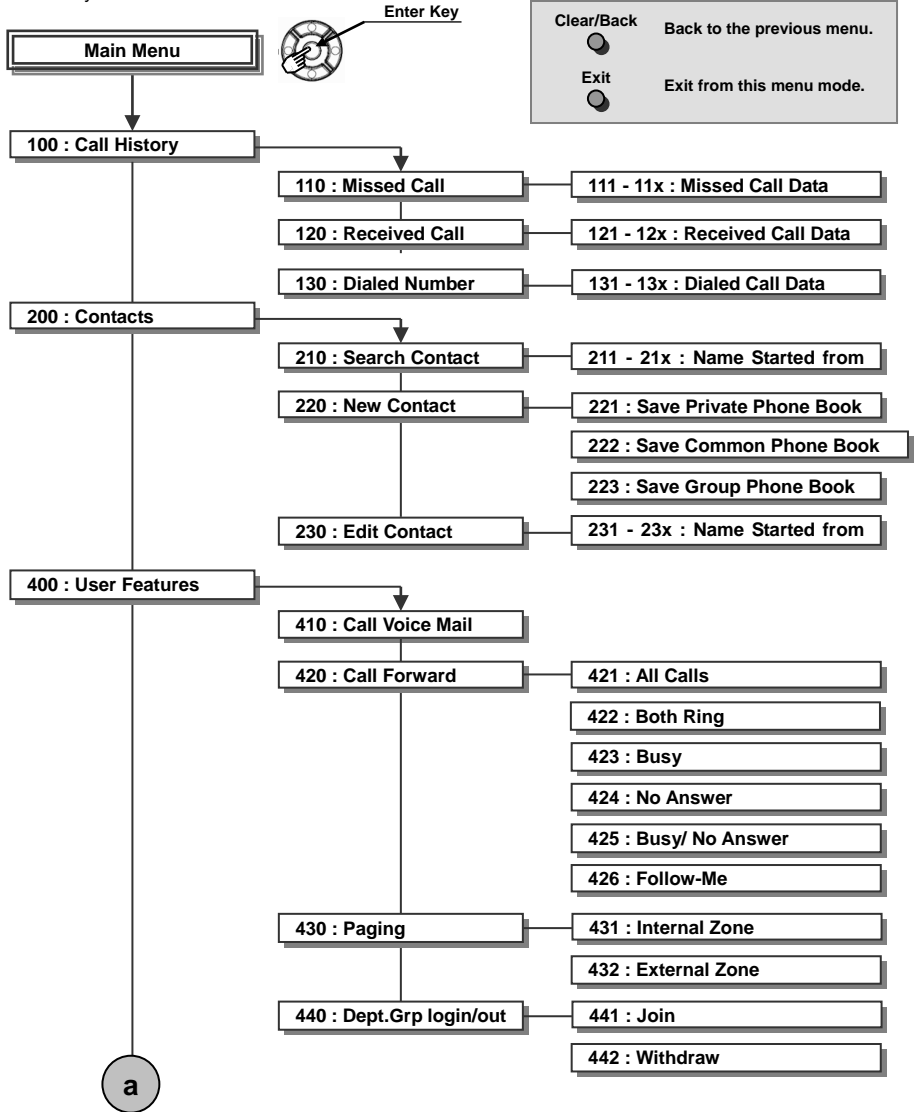 Enter Key
Clear/Back
Back to the previous menu.
Main Menu
Exit
Exit from this menu mode.
100 : Call History
110 : Missed Call
111 - 11x : Missed Call Data
120 : Received Call
121 - 12x : Received Call Data
130 : Dialed Number
131 - 13x : Dialed Call Data
200 : Contacts
210 : Search Contact
211 - 21x : Name Started from
220 : New Contact
221 : Save Private Phone Book
222 : Save Common Phone Book
223 : Save Group Phone Book
230 : Edit Contact
231 - 23x : Name Started from
400 : User Features
410 : Call Voice Mail
420 : Call Forward
421 : All Calls
422 : Both Ring
423 : Busy
424 : No Answer
425 : Busy/ No Answer
426 : Follow-Me
430 : Paging
431 : Internal Zone
432 : External Zone
440 : Dept.Grp login/out
441 : Join
442 : Withdraw
a